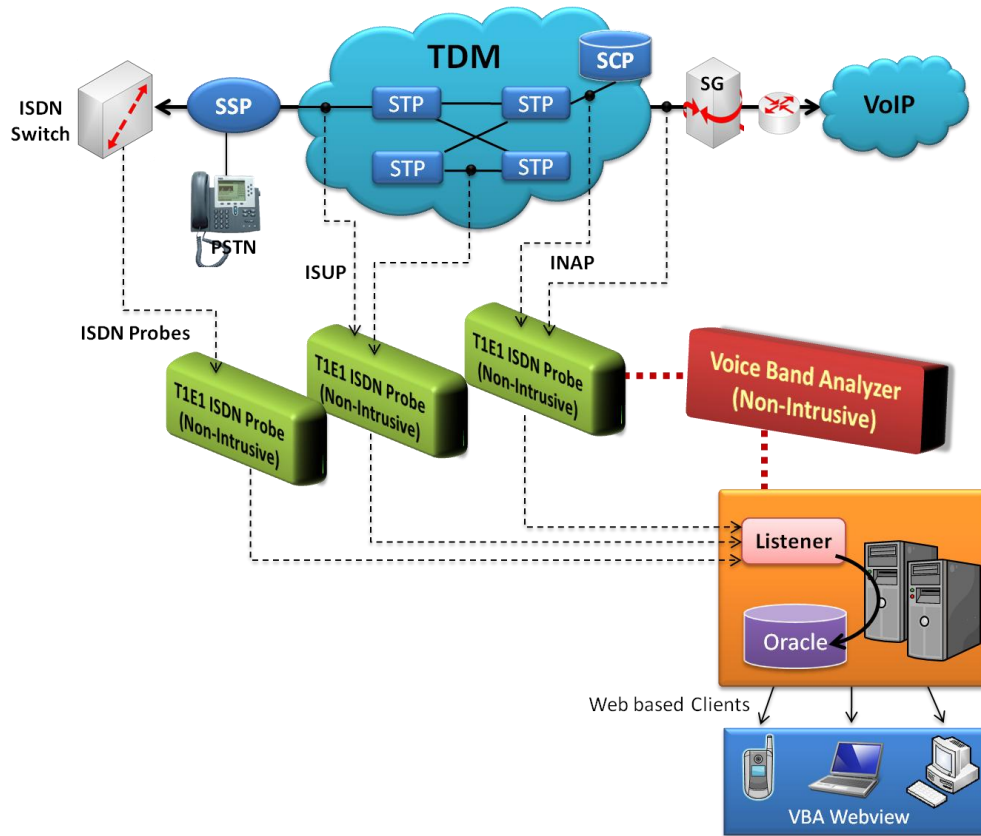 TDM
SCP
SG
ISDN
Switch
SSP
STP
STP
VoIP
STP
STP
PSTN
ISUP
INAP
ISDN Probes
T1E1 ISDN Probe
(Non-Intrusive)
T1E1 ISDN Probe
(Non-Intrusive)
T1E1 ISDN Probe
(Non-Intrusive)
Voice Band Analyzer
(Non-Intrusive)
Listener
Oracle
Web based Clients
VBA Webview